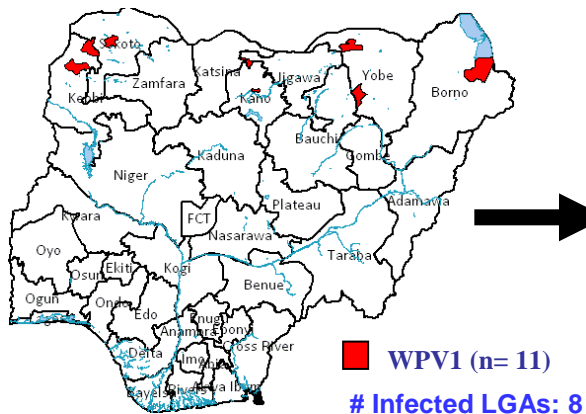 Sokoto
Katsina
Jigawa
Yobe
Zamfara
Borno
Kebbi
Kano
Bauchi
Gombe
Kaduna
Niger
Plateau
Adamawa
Kwara
FCT
Nasarawa
Oyo
Taraba
Ekiti
Kogi
Osun
Benue
Ogun
Ondo
Edo
Enugu
Anambra
Cross River
Delta
Imo
Rivers
WPV1 (n= 11)
# Infected LGAs: 8